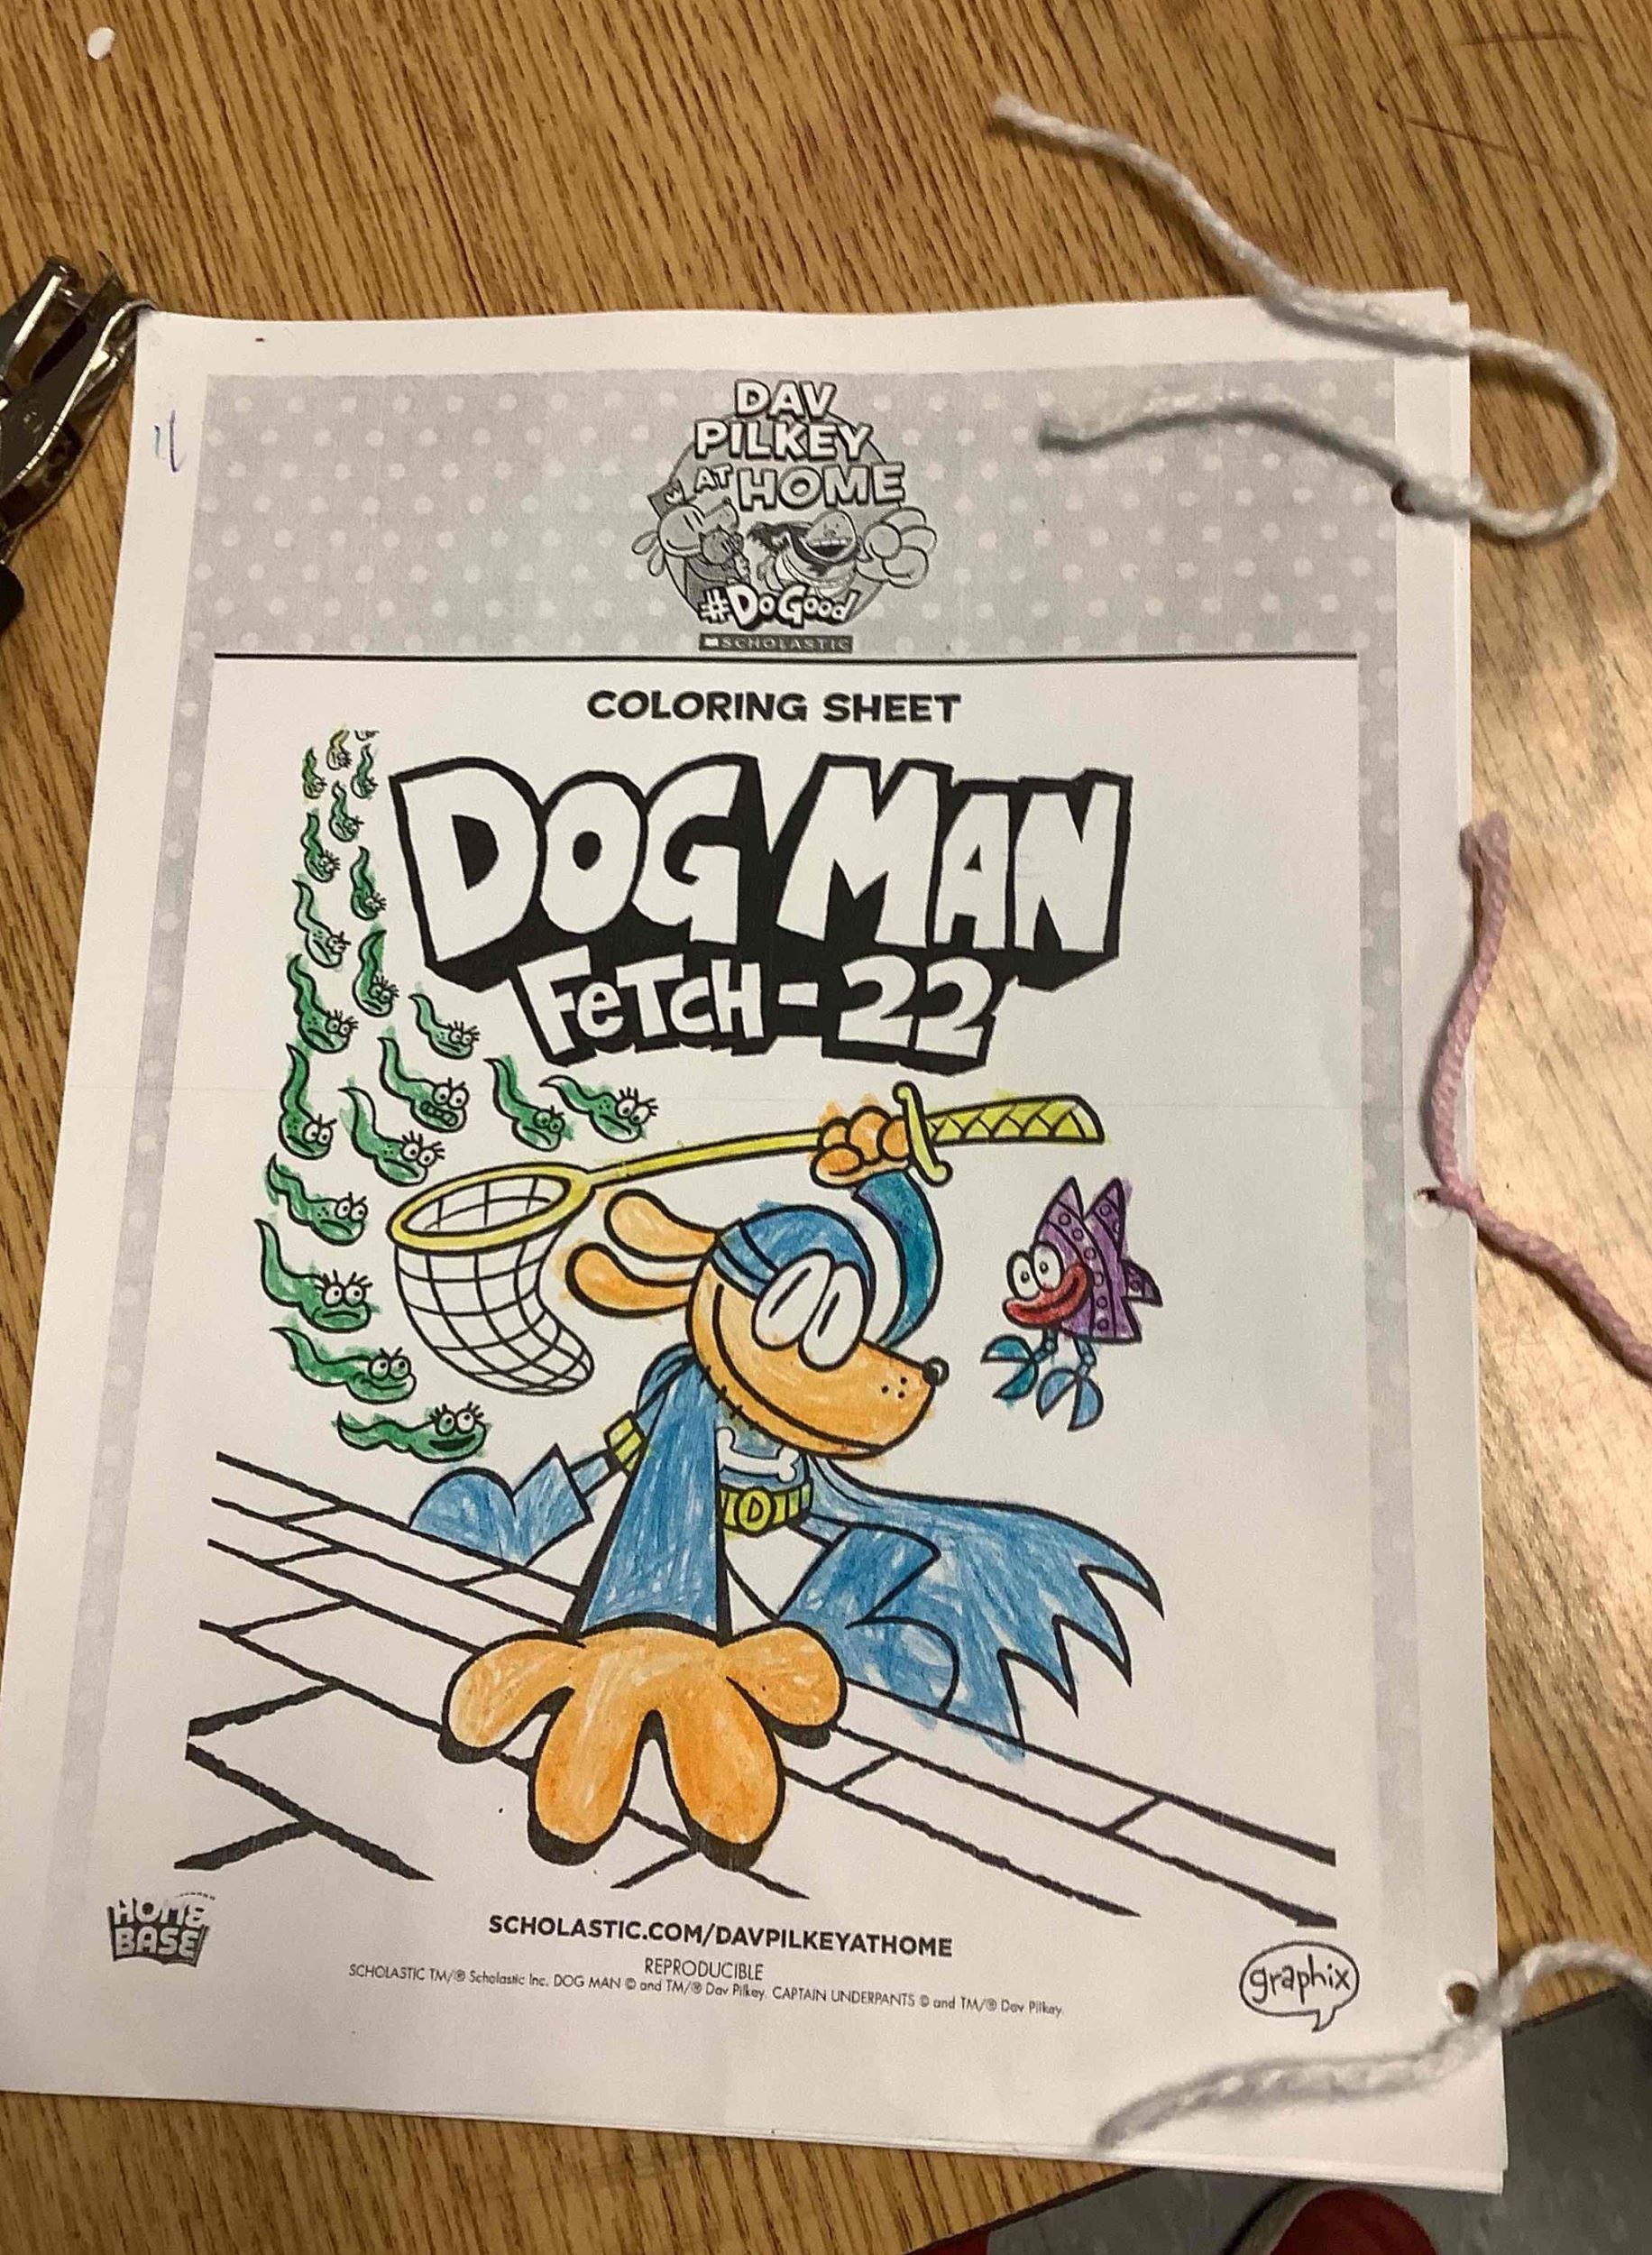 DAV
PILKEY
AT HOME
#DoGood
SCHOLASTIC
COLORING SHEET
DOG MAN
FeTCH-22
D
HOME
BASE
SCHOLASTIC.COM/DAVPILKEYATHOME
REPRODUCIBLE
SCHOLASTIC TM/® Scholastic Inc. DOG MAN © and TM/® Dav Pilkey. CAPTAIN UNDERPANTS © and TM/® Dav Pilkey.
graphix